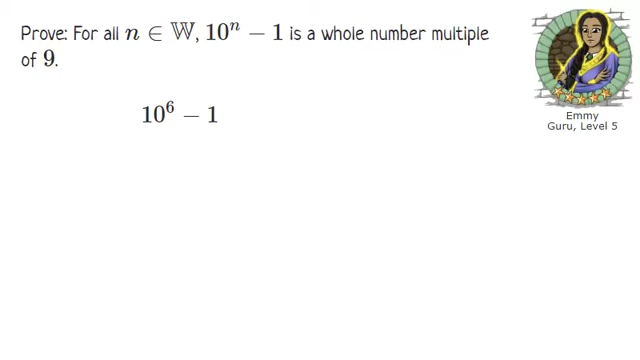 Prove: For all n ∈ 𝕎, 10ⁿ − 1 is a whole number multiple
of 9.
10⁶ − 1
Emmy
Guru, Level 5